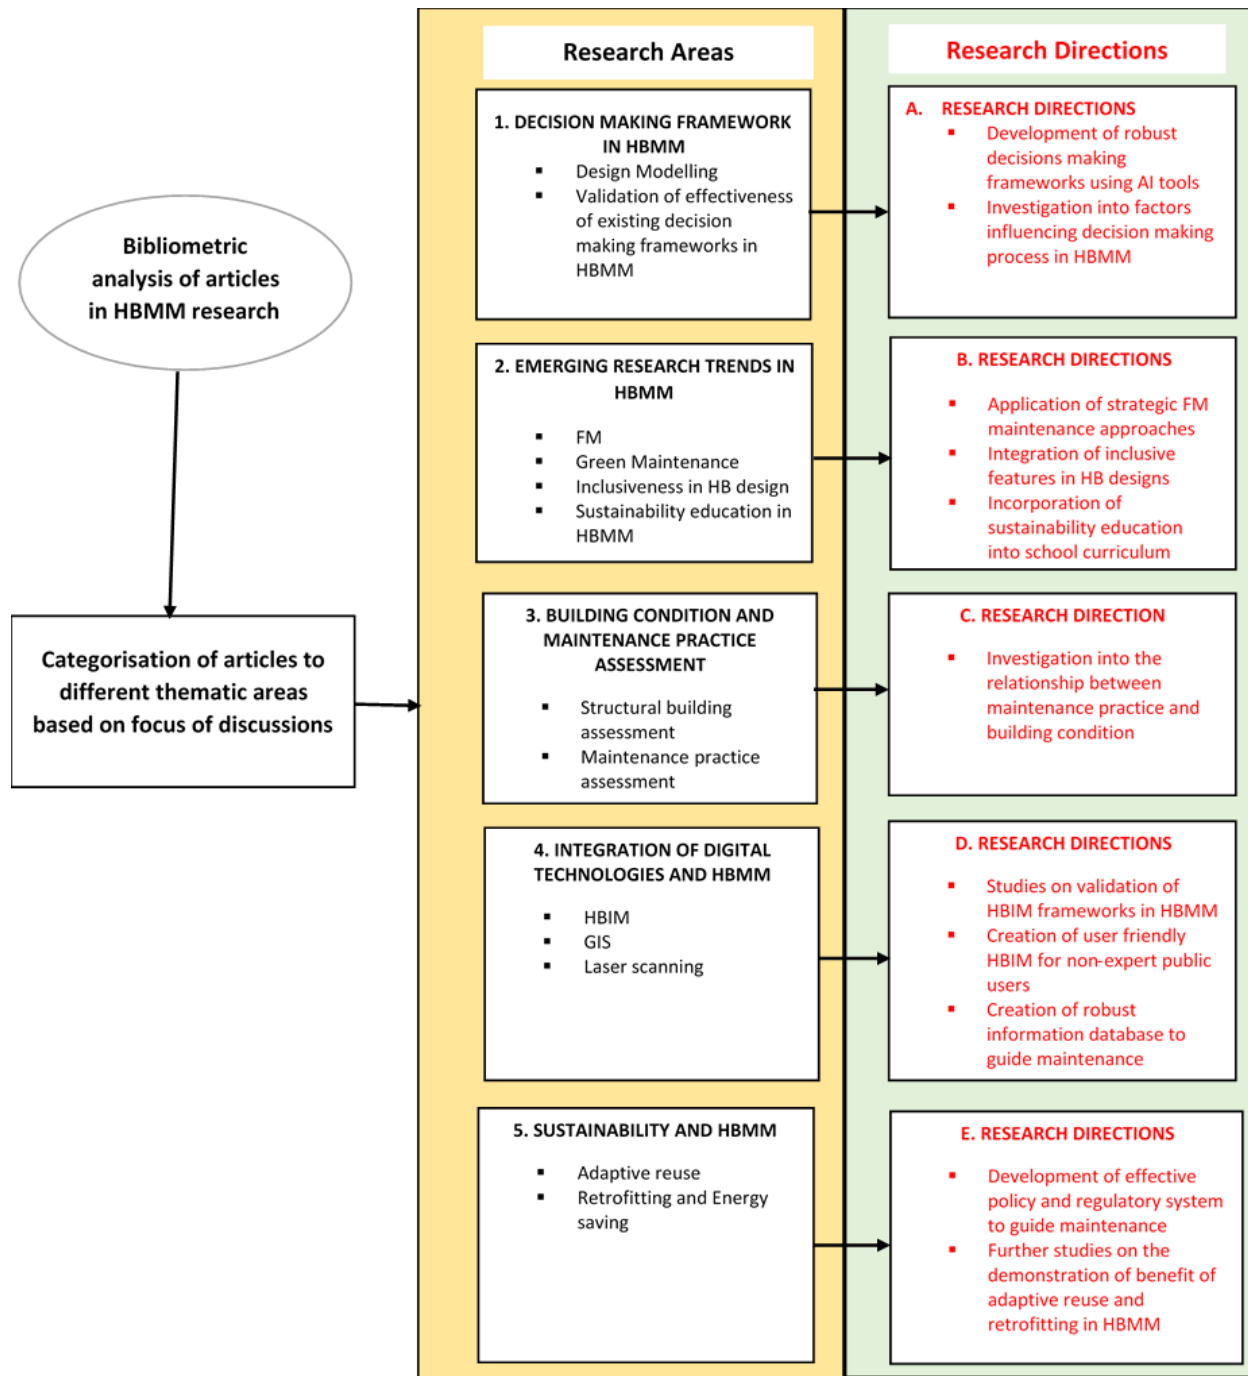 Bibliometric
analysis of articles
in HBMM research
Categorisation of articles to
different thematic areas
based on focus of discussions
Research Areas
1. DECISION MAKING FRAMEWORK
IN HBMM
▪ Design Modelling
▪ Validation of effectiveness
of existing decision
making frameworks in
HBMM
2. EMERGING RESEARCH TRENDS IN
HBMM
▪ FM
▪ Green Maintenance
▪ Inclusiveness in HB design
▪ Sustainability education in
HBMM
3. BUILDING CONDITION AND
MAINTENANCE PRACTICE
ASSESSMENT
▪ Structural building
assessment
▪ Maintenance practice
assessment
4. INTEGRATION OF DIGITAL
TECHNOLOGIES AND HBMM
▪ HBIM
▪ GIS
▪ Laser scanning
5. SUSTAINABILITY AND HBMM
▪ Adaptive reuse
▪ Retrofitting and Energy
saving
Research Directions
A. RESEARCH DIRECTIONS
▪ Development of robust
decisions making
frameworks using AI tools
▪ Investigation into factors
influencing decision making
process in HBMM
B. RESEARCH DIRECTIONS
▪ Application of strategic FM
maintenance approaches
▪ Integration of inclusive
features in HB designs
▪ Incorporation of
sustainability education
into school curriculum
C. RESEARCH DIRECTION
▪ Investigation into the
relationship between
maintenance practice and
building condition
D. RESEARCH DIRECTIONS
▪ Studies on validation of
HBIM frameworks in HBMM
▪ Creation of user friendly
HBIM for non-expert public
users
▪ Creation of robust
information database to
guide maintenance
E. RESEARCH DIRECTIONS
▪ Development of effective
policy and regulatory system
to guide maintenance
▪ Further studies on the
demonstration of benefit of
adaptive reuse and
retrofitting in HBMM